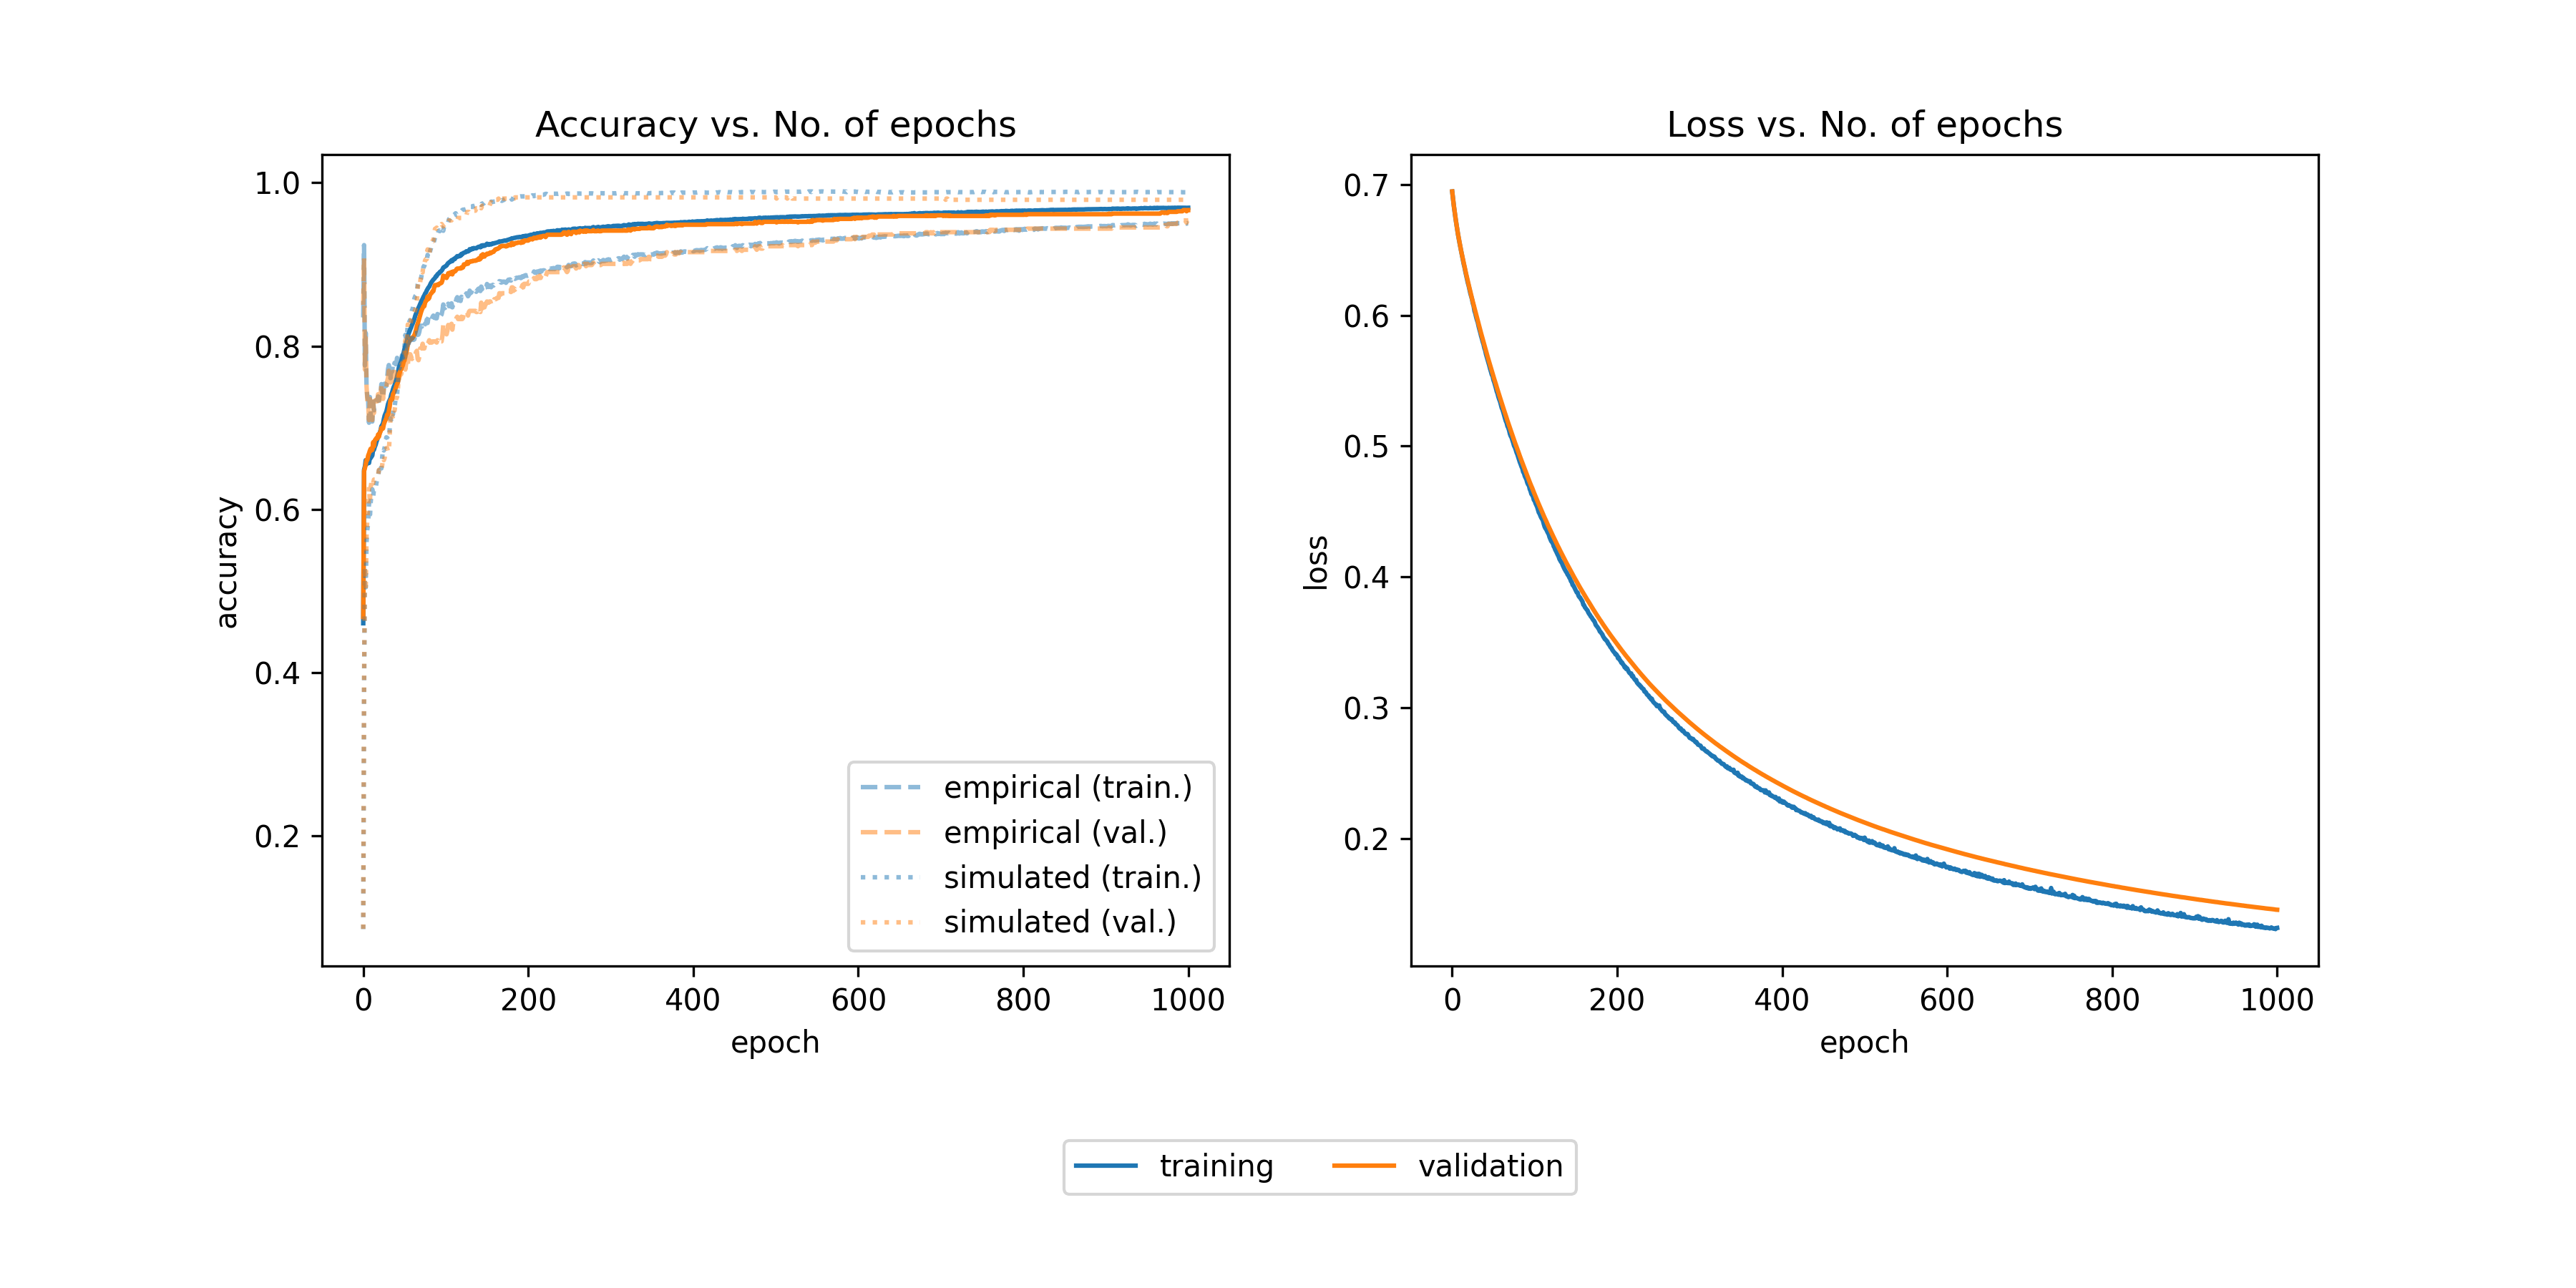 Accuracy vs. No. of epochs
1.0
0.8
0.6
0.4
0.2
accuracy
empirical (train.)
empirical (val.)
simulated (train.)
simulated (val.)
0 200 400 600 800 1000
epoch
Loss vs. No. of epochs
0.7
0.6
0.5
0.4
0.3
0.2
loss
0 200 400 600 800 1000
epoch
training validation